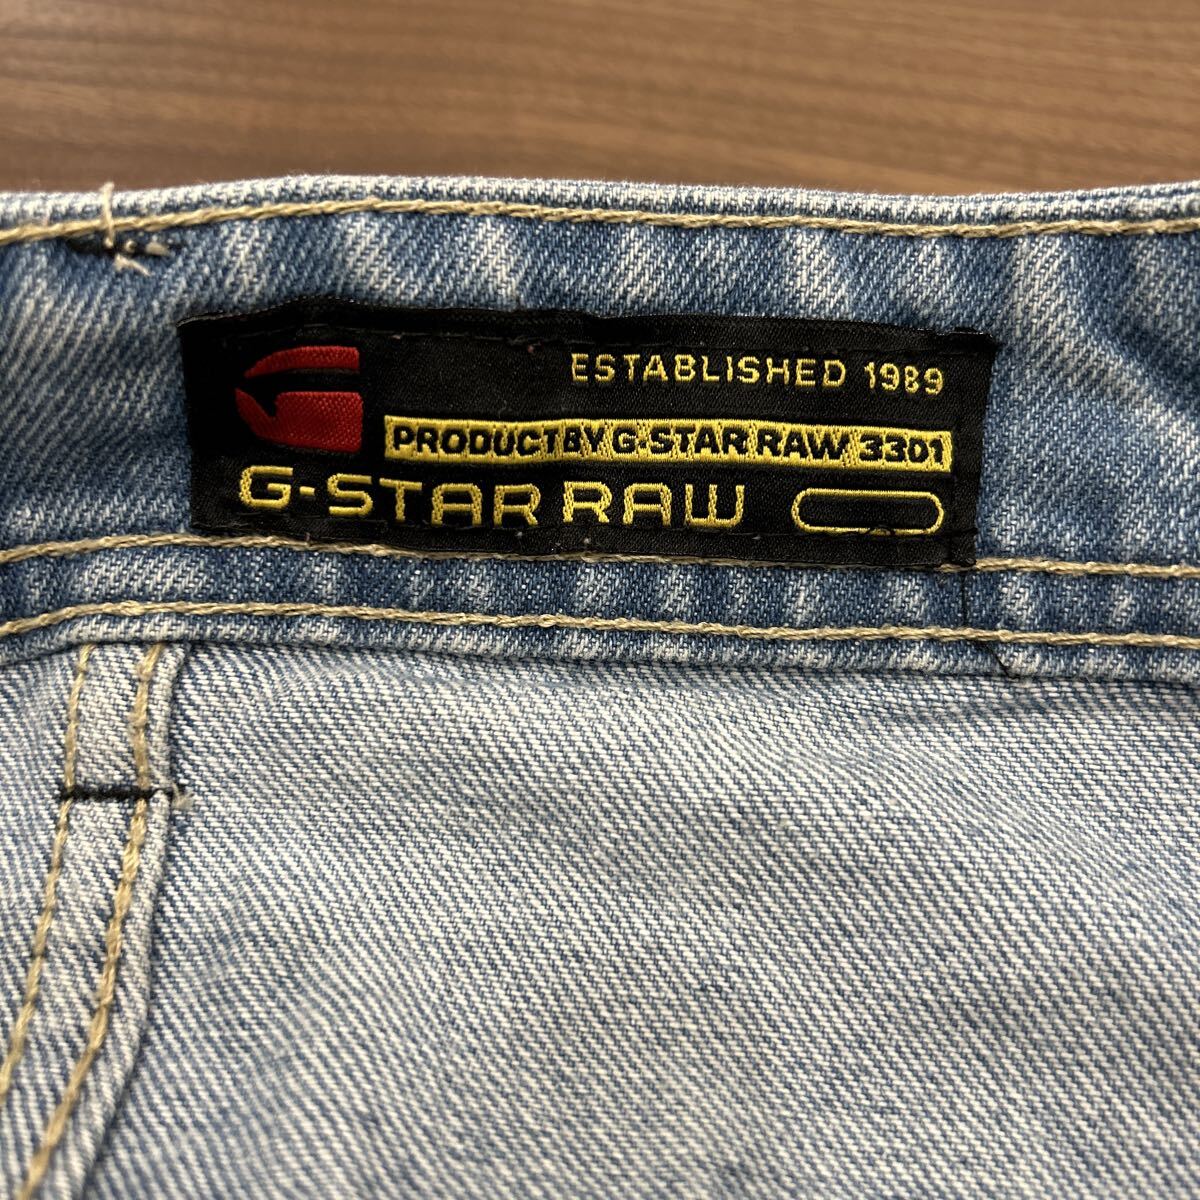 ESTABLISHED 1989
PRODUCT BY G-STAR RAW 3301
G-STAR RAW